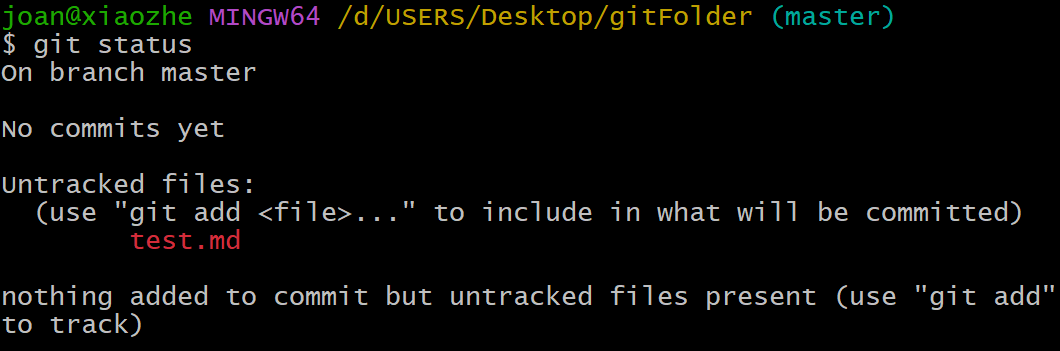 joan@xiaozhe MINGW64 /d/USERS/Desktop/gitFolder (master)
$ git status
On branch master
No commits yet
Untracked files:
  (use "git add <file>..." to include in what will be committed)
        test.md
nothing added to commit but untracked files present (use "git add"
to track)